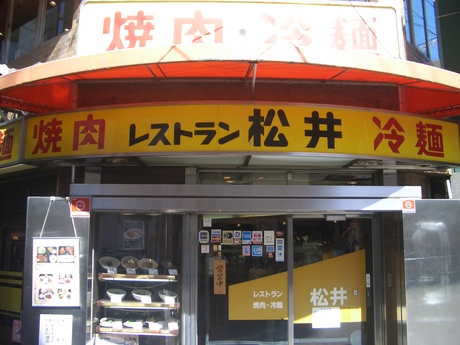 焼肉・冷麺
麺
焼肉 レストラン 松井 冷麺
レストラン
焼肉・冷麺
松井